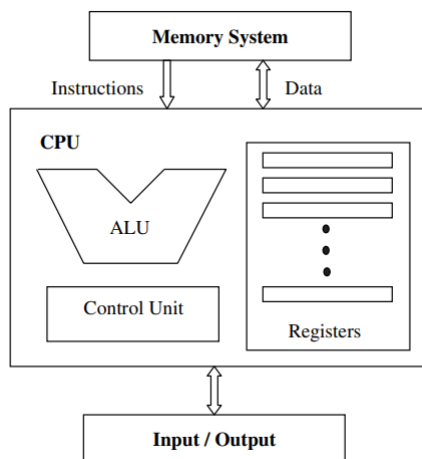 Memory System
Instructions
Data
CPU
ALU
Control Unit
Registers
Input / Output